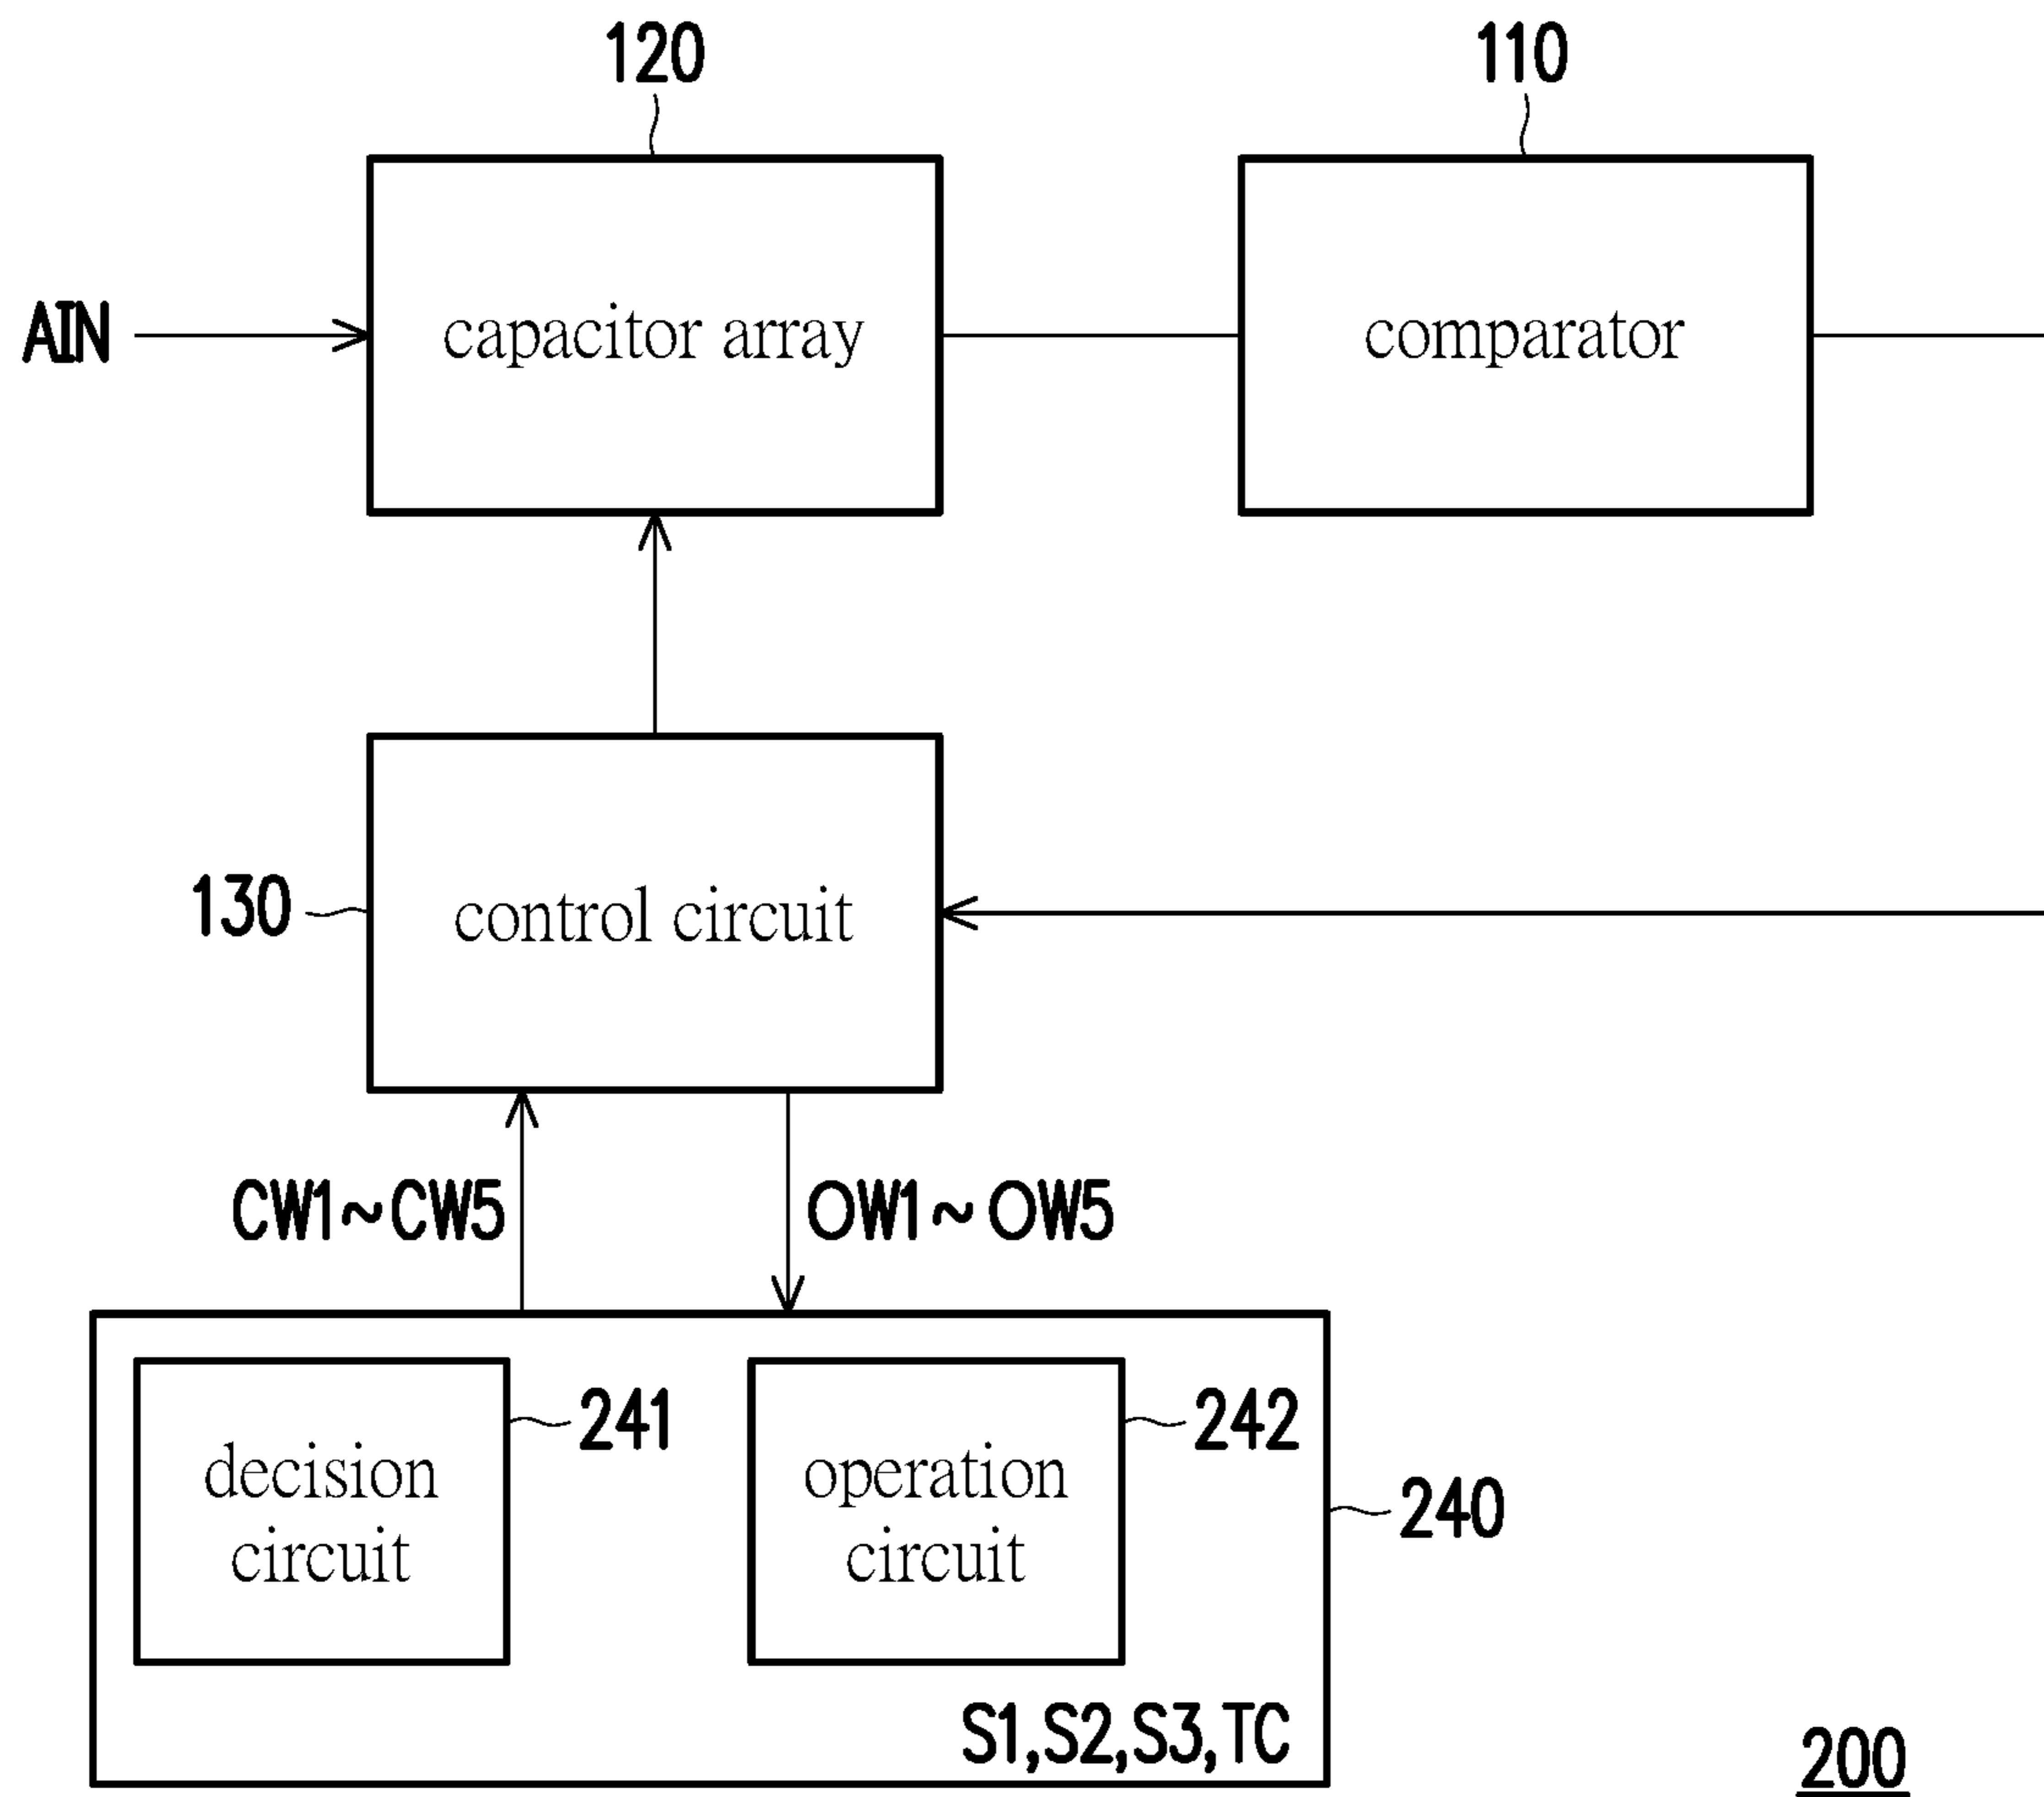 120
110
AIN
capacitor array
comparator
130
control circuit
CW1~CW5
OW1~OW5
decision
circuit
241
operation
circuit
242
240
S1,S2,S3,TC
200